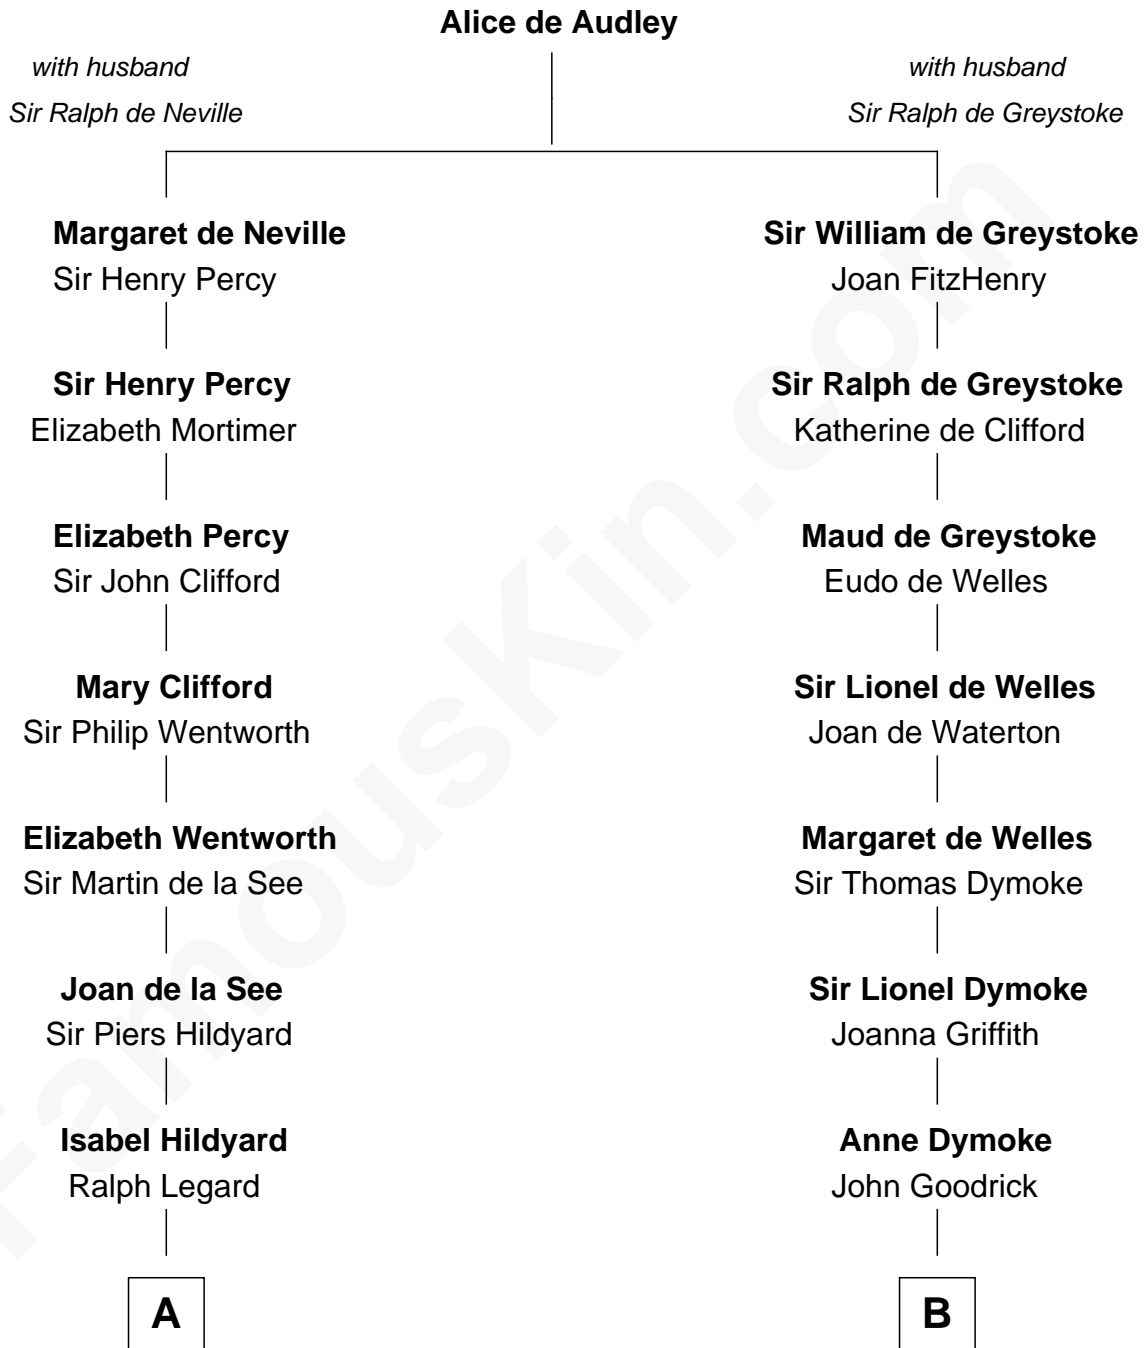 Alice de Audley
with husband
Sir Ralph de Neville
with husband
Sir Ralph de Greystoke
Margaret de Neville
Sir Henry Percy
Sir William de Greystoke
Joan FitzHenry
Sir Henry Percy
Elizabeth Mortimer
Sir Ralph de Greystoke
Katherine de Clifford
Elizabeth Percy
Sir John Clifford
Maud de Greystoke
Eudo de Welles
Mary Clifford
Sir Philip Wentworth
Sir Lionel de Welles
Joan de Waterton
Elizabeth Wentworth
Sir Martin de la See
Margaret de Welles
Sir Thomas Dymoke
Joan de la See
Sir Piers Hildyard
Sir Lionel Dymoke
Joanna Griffith
Isabel Hildyard
Ralph Legard
Anne Dymoke
John Goodrick
A
B
FamousKin.com